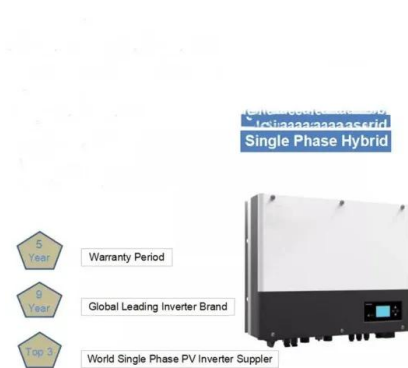 Single Phase Hybrid
5
Year
Warranty Period
9
Year
Global Leading Inverter Brand
Top 3
World Single Phase PV Inverter Suppler